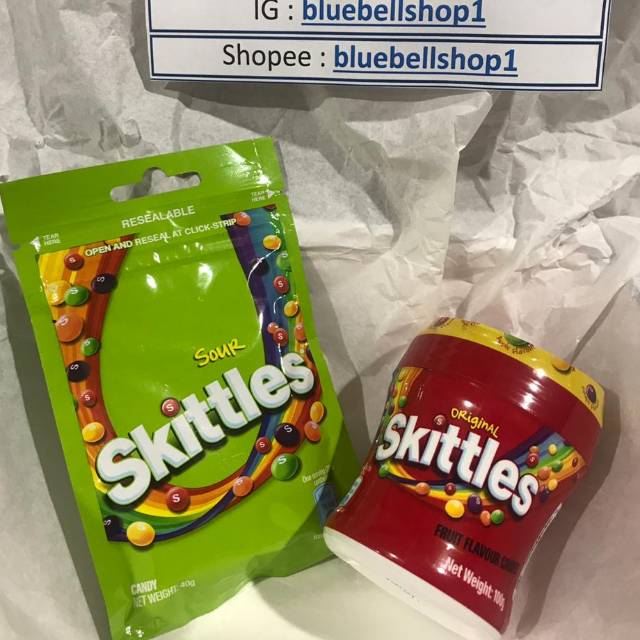 IG : bluebellshop1
Shopee : bluebellshop1
RESEALABLE
TEAR HERE
TEAR HERE
OPEN AND RESEAL AT CLICK-STRIP
SOUR
Skittles
CANDY
NET WEIGHT: 40g
ORIGINAL
Skittles
FRUIT FLAVOUR
Net Weight: 100g